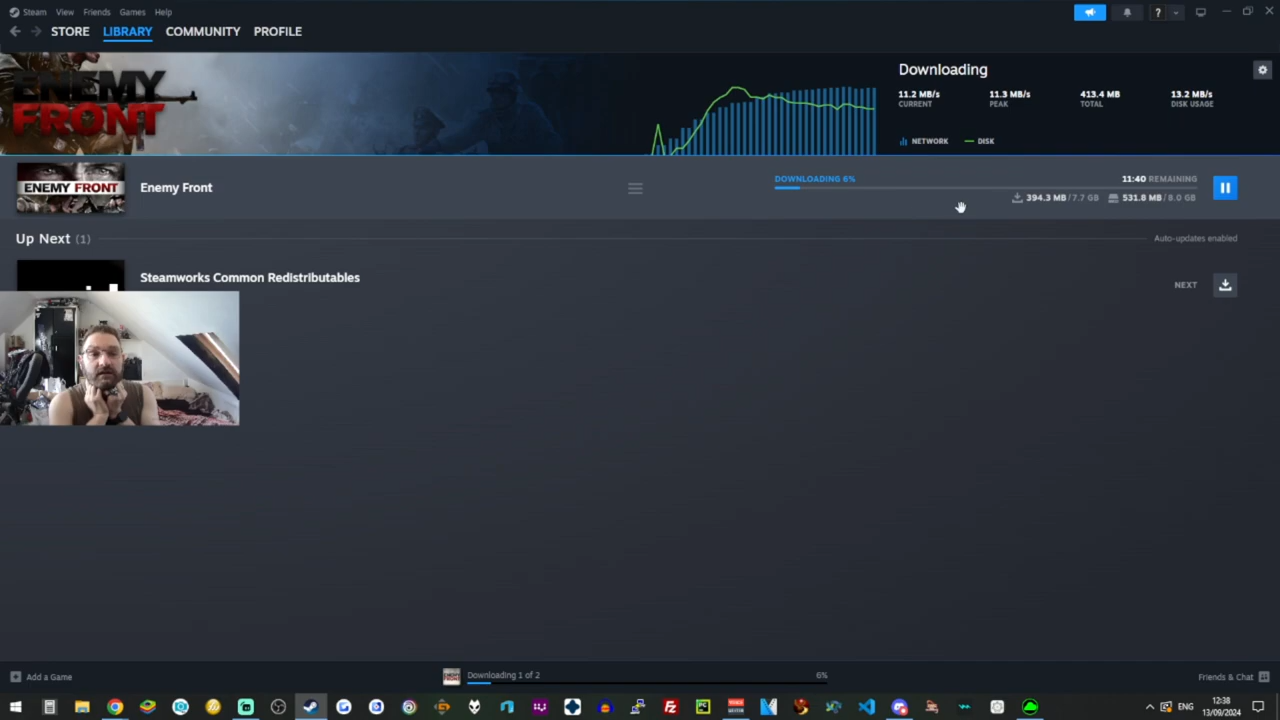 Steam View Friends Games Help
STORE LIBRARY COMMUNITY PROFILE
ENEMY
FRONT
Downloading
11.2 MB/s 11.3 MB/s 413.4 MB 13.2 MB/s
CURRENT PEAK TOTAL DISK USAGE
NETWORK DISK
ENEMY FRONT
Enemy Front
DOWNLOADING 6%
11:40 REMAINING
394.3 MB/7.7 GB 531.8 MB/8.0 GB
Up Next (1)
Auto-updates enabled
Steamworks Common Redistributables
NEXT
Add a Game
Downloading 1 of 2
6%
Friends & Chat
ENG
12:38
13/09/2024